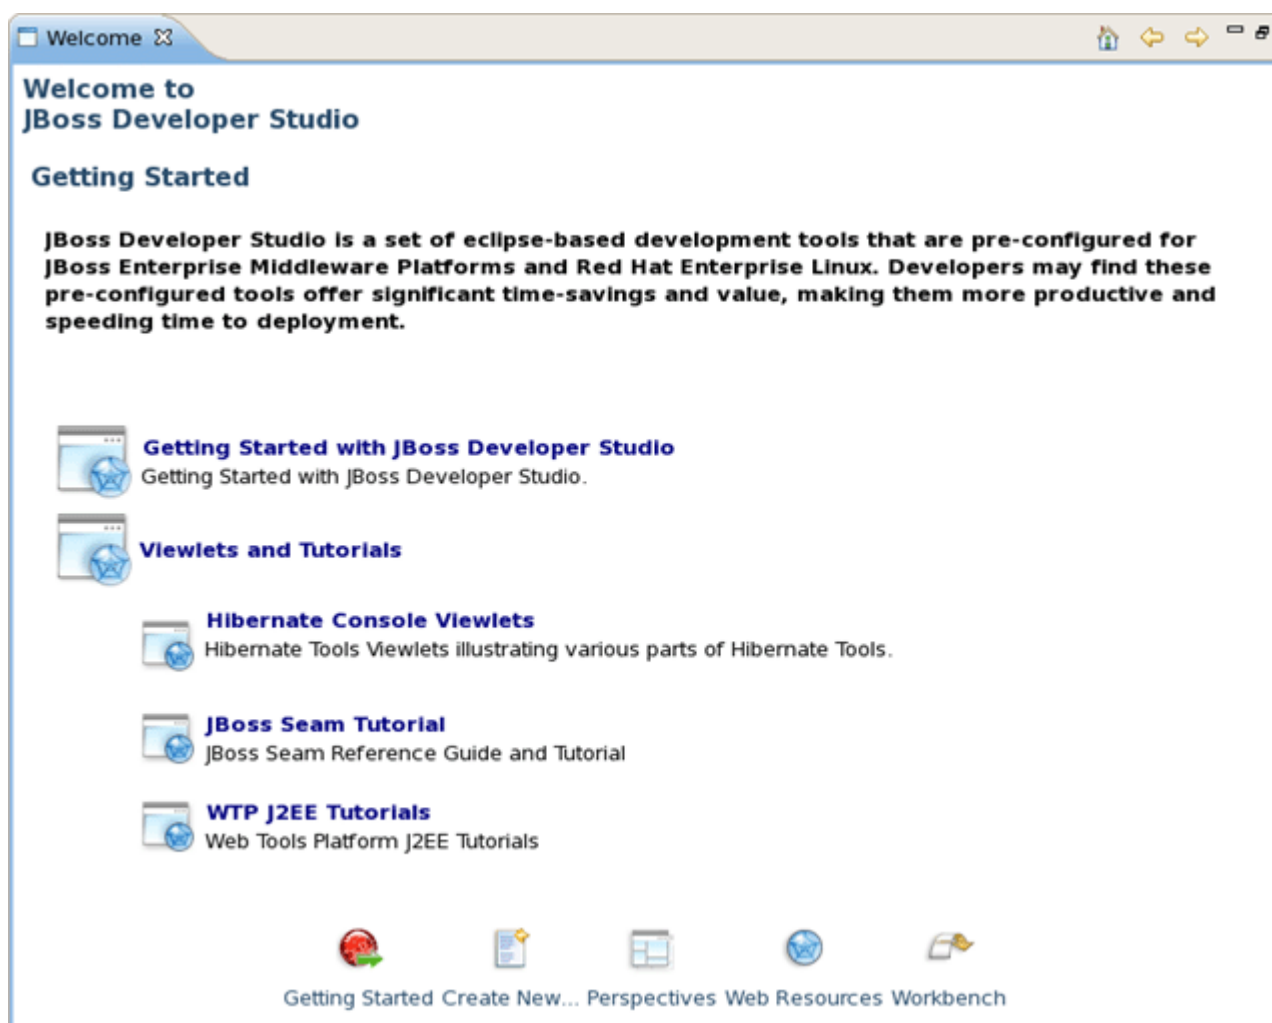 Welcome
Welcome to
JBoss Developer Studio
Getting Started
JBoss Developer Studio is a set of eclipse-based development tools that are pre-configured for
JBoss Enterprise Middleware Platforms and Red Hat Enterprise Linux. Developers may find these
pre-configured tools offer significant time-savings and value, making them more productive and
speeding time to deployment.
Getting Started with JBoss Developer Studio
Getting Started with JBoss Developer Studio.
Viewlets and Tutorials
Hibernate Console Viewlets
Hibernate Tools Viewlets illustrating various parts of Hibernate Tools.
JBoss Seam Tutorial
JBoss Seam Reference Guide and Tutorial
WTP J2EE Tutorials
Web Tools Platform J2EE Tutorials
Getting Started Create New... Perspectives Web Resources Workbench